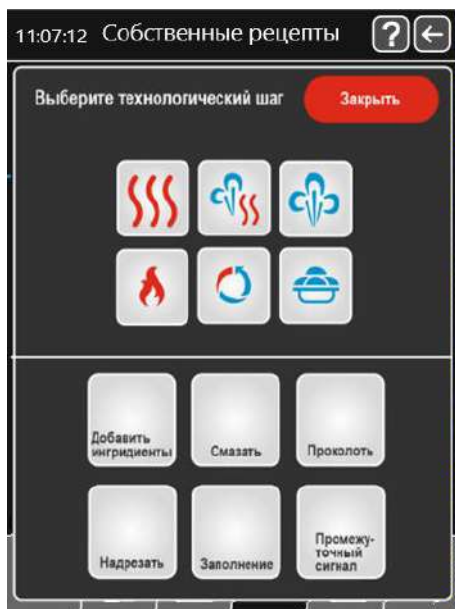 11:07:12 Собственные рецепты ?
Выберите технологический шаг Закрыть
Добавить
ингридиенты
Смазать
Проколоть
Надрезать
Заполнение
Промежу-
точный
сигнал